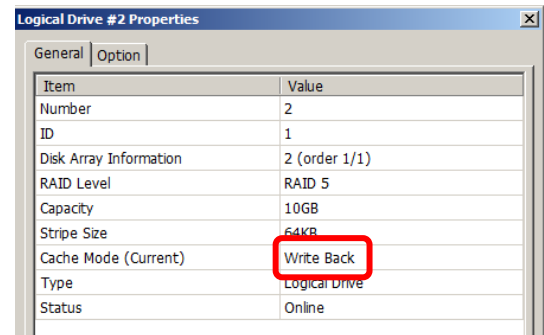 Logical Drive #2 Properties
General Option
Item Value
Number 2
ID 1
Disk Array Information 2 (order 1/1)
RAID Level RAID 5
Capacity 10GB
Stripe Size 64KB
Cache Mode (Current) Write Back
Type Logical Drive
Status Online